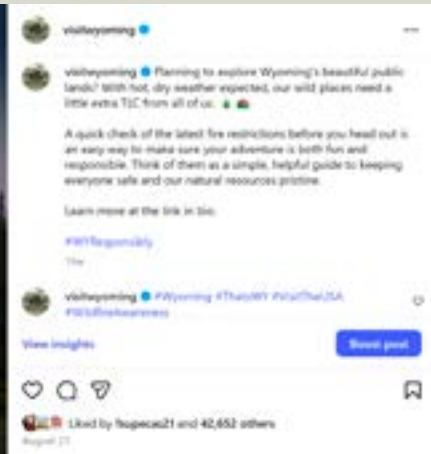 visitwyoming
visitwyoming Planning to explore Wyoming's beautiful public
lands? With hot, dry weather expected, our wild places need a
little extra TLC from all of us.
A quick check of the latest fire restrictions before you head out is
an easy way to make sure your adventure is both fun and
responsible. Think of them as a simple, helpful guide to keeping
everyone safe and our natural resources pristine.
Learn more at the link in bio.
#WYResponsibly
visitwyoming #Wyoming #ThatsWY #VisitTheUSA
#WildfireAwareness
View insights
Boost post
Liked by and 42,652 others
August 21